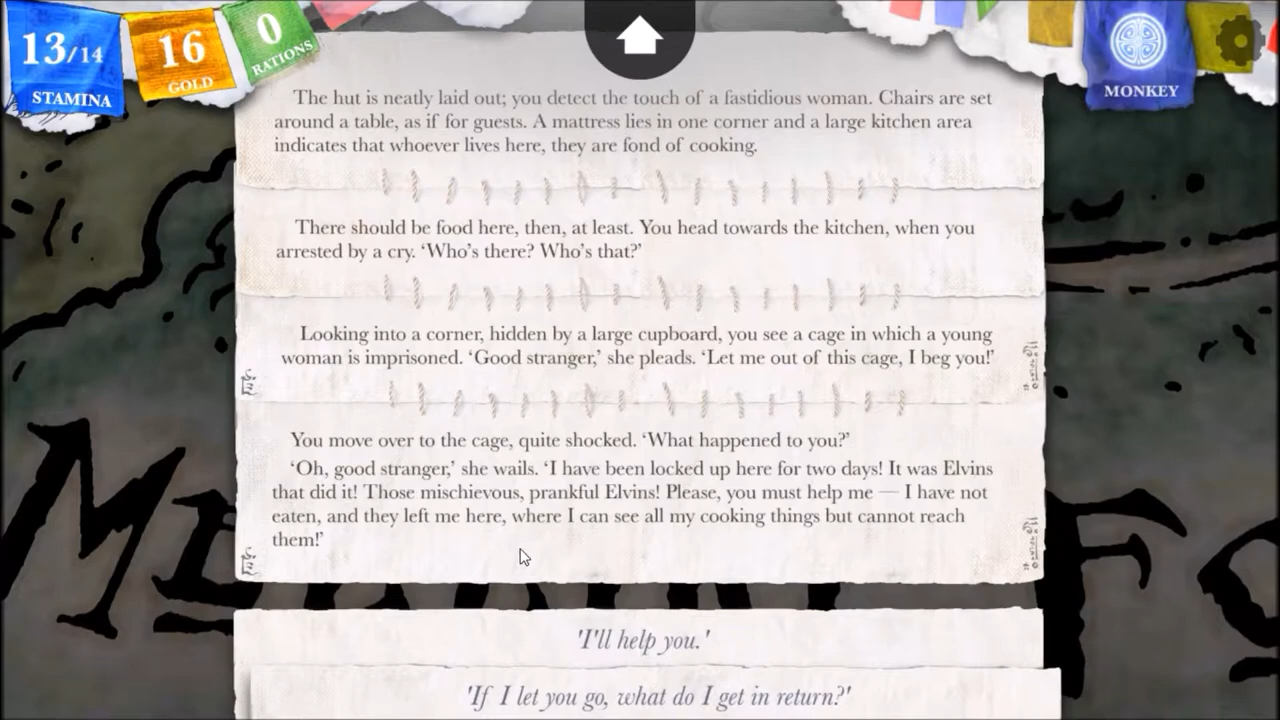 13/14
STAMINA
16
GOLD
0
RATIONS
MONKEY
The hut is neatly laid out; you detect the touch of a fastidious woman. Chairs are set
around a table, as if for guests. A mattress lies in one corner and a large kitchen area
indicates that whoever lives here, they are fond of cooking.
There should be food here, then, at least. You head towards the kitchen, when you
arrested by a cry. ‘Who’s there? Who’s that?’
Looking into a corner, hidden by a large cupboard, you see a cage in which a young
woman is imprisoned. ‘Good stranger,’ she pleads. ‘Let me out of this cage, I beg you!’
You move over to the cage, quite shocked. ‘What happened to you?’
‘Oh, good stranger,’ she wails. ‘I have been locked up here for two days! It was Elvins
that did it! Those mischievous, prankful Elvins! Please, you must help me — I have not
eaten, and they left me here, where I can see all my cooking things but cannot reach
them!’
'I'll help you.'
'If I let you go, what do I get in return?'